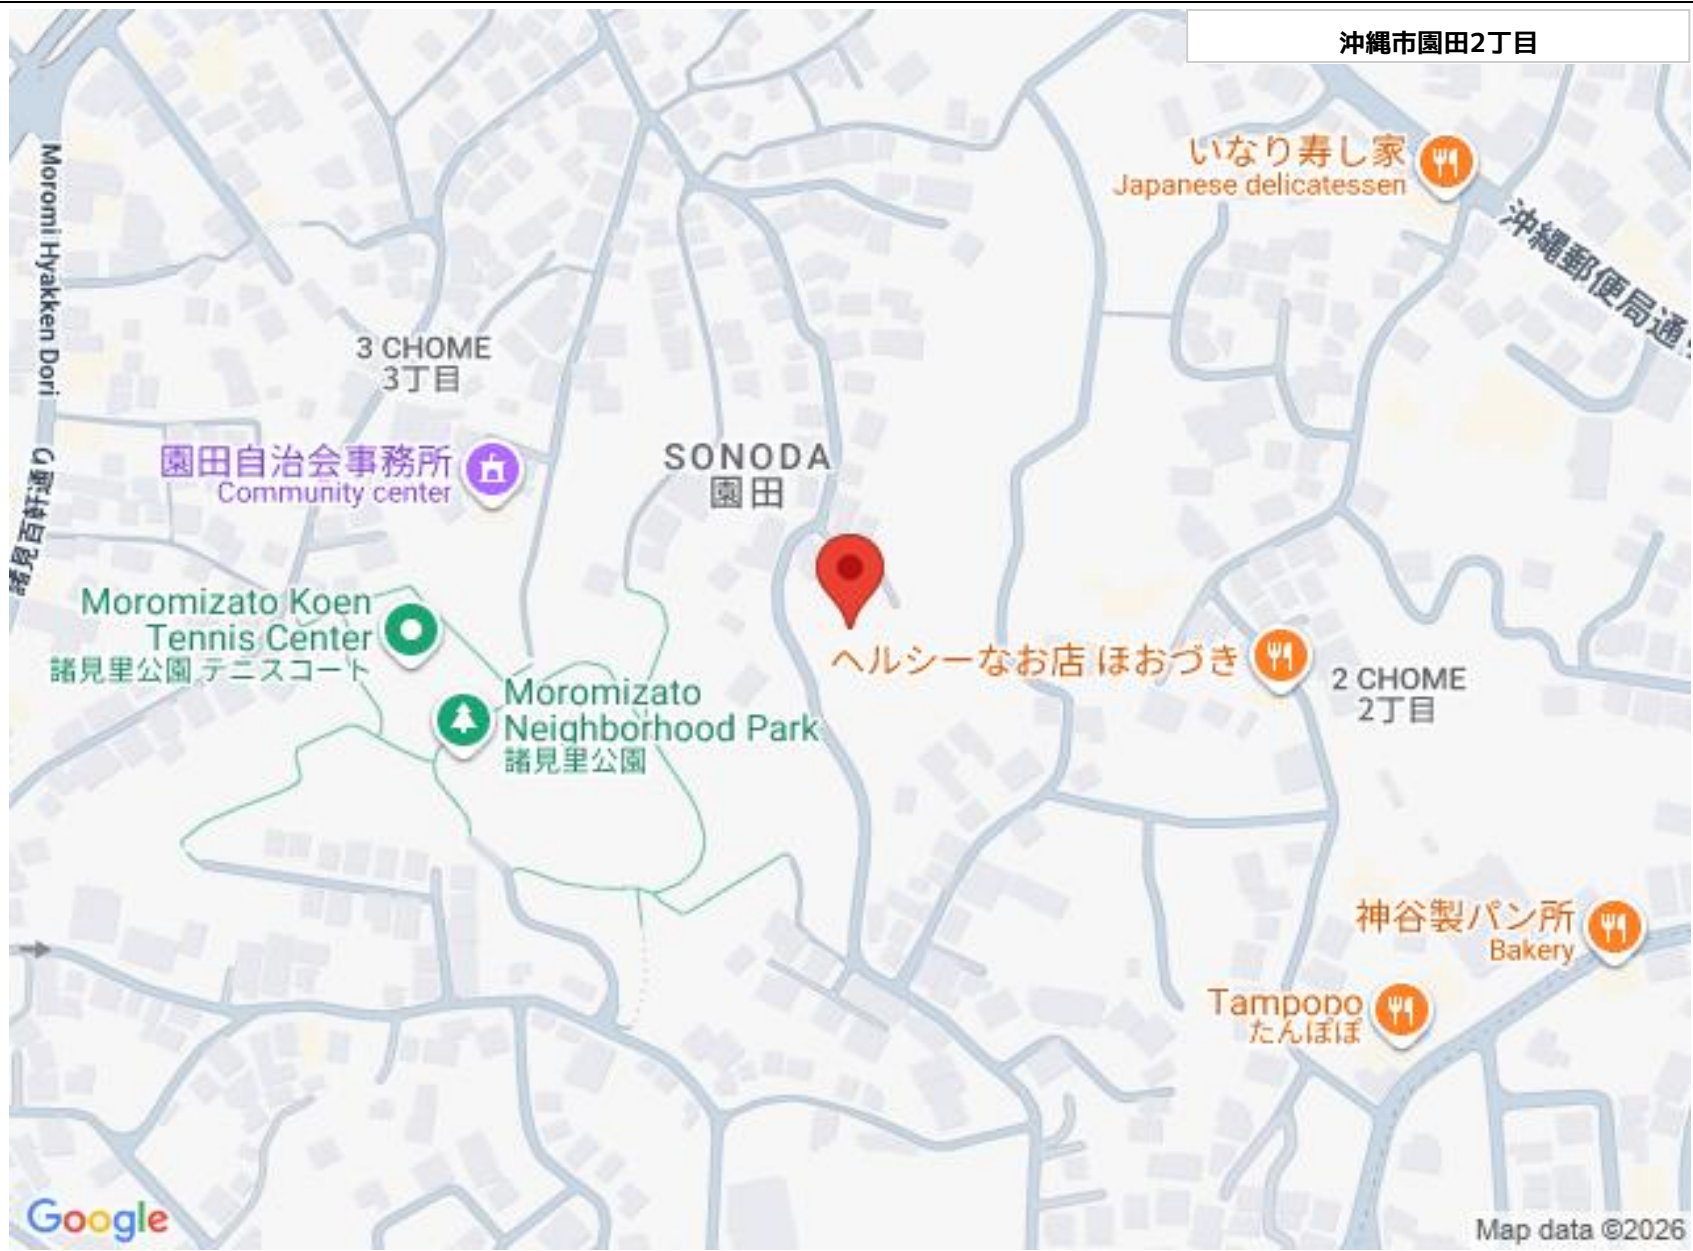 沖縄市園田2丁目
いなり寿し家
Japanese delicatessen
沖縄郵便局通り
Moromi Hyakken Dori
諸見百軒通り
3 CHOME
3丁目
園田自治会事務所
Community center
SONODA
園田
Moromizato Koen
Tennis Center
諸見里公園 テニスコート
ヘルシーなお店 ほおづき
Moromizato
Neighborhood Park
諸見里公園
2 CHOME
2丁目
神谷製パン所
Bakery
Tampopo
たんぽぽ
Google
Map data ©2026